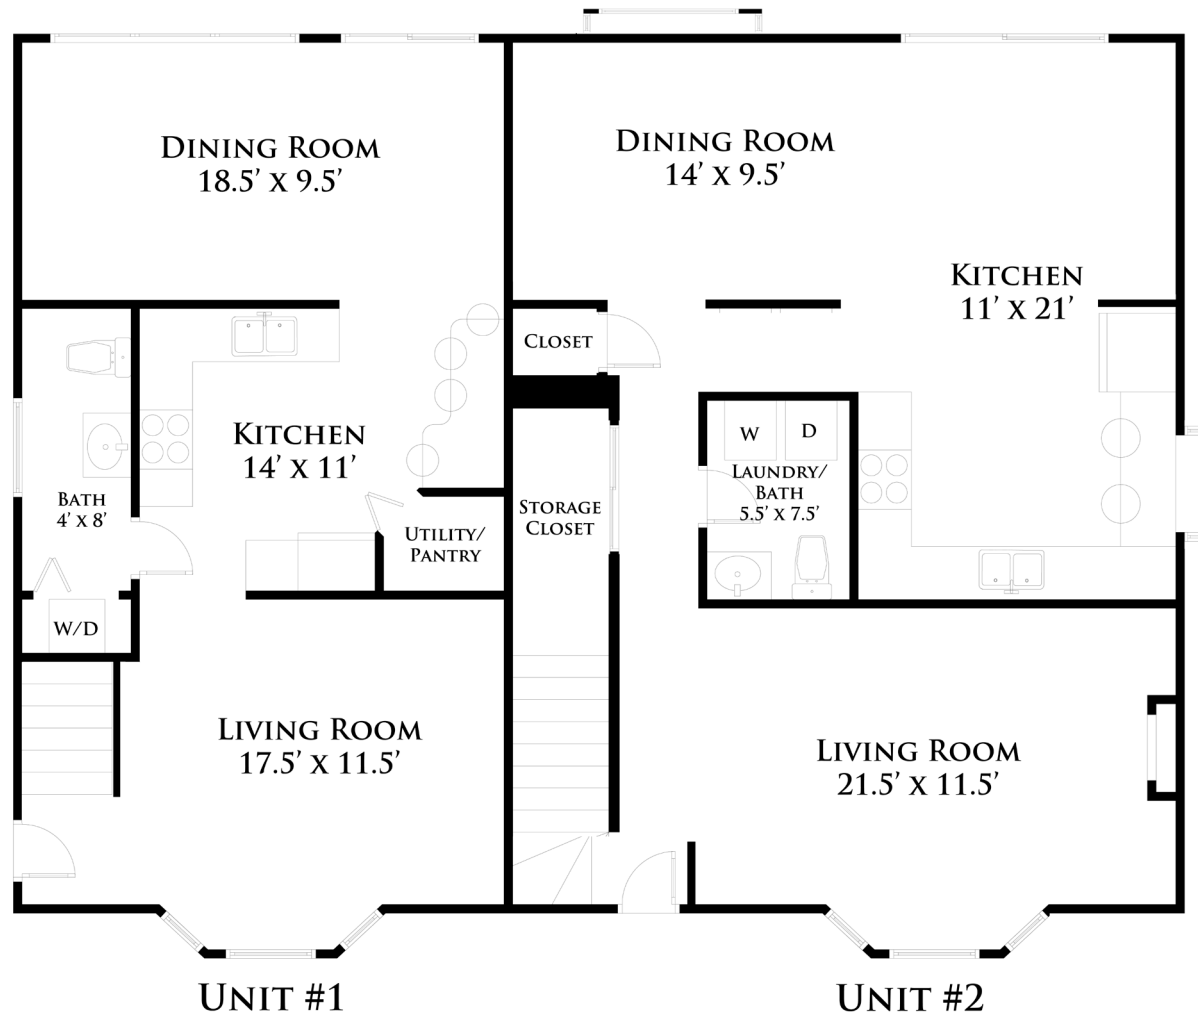 Dining Room
18.5’ x 9.5’
Dining Room
14’ x 9.5’
Kitchen
11’ x 21’
Closet
Kitchen
14’ x 11’
W
D
Laundry/
Bath
5.5’ x 7.5’
Bath
4’ x 8’
Storage
Closet
Utility/
Pantry
W/D
Living Room
17.5’ x 11.5’
Living Room
21.5’ x 11.5’
Unit #1
Unit #2